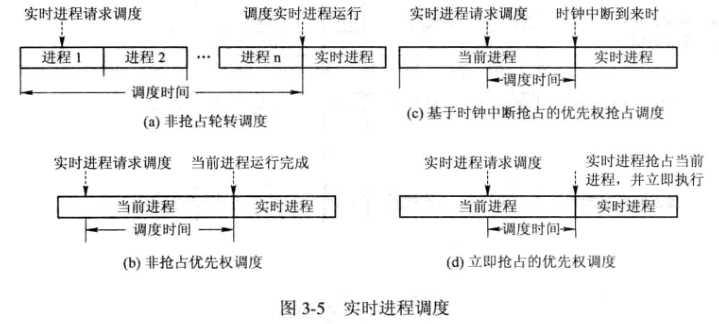 实时进程请求调度
调度实时进程运行
进程 1
进程 2
…
进程 n
实时进程
调度时间
(a) 非抢占轮转调度
实时进程请求调度
时钟中断到来时
当前进程
实时进程
调度时间
(c) 基于时钟中断抢占的优先权抢占调度
实时进程请求调度
当前进程运行完成
当前进程
实时进程
调度时间
(b) 非抢占优先权调度
实时进程请求调度
实时进程抢占当前
进程，并立即执行
当前进程
实时进程
调度时间
(d) 立即抢占的优先权调度
图 3-5 实时进程调度